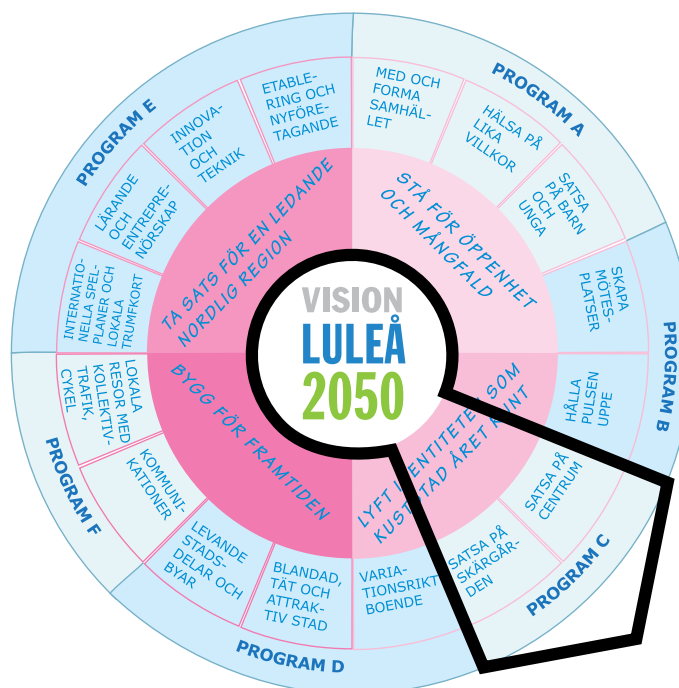 VISION
LULEÅ
2050
STÅ FÖR ÖPPENHET
OCH MÅNGFALD
LYFT IDENTITETEN SOM
KUSTSTAD ÅRET RUNT
BYGG FÖR FRAMTIDEN
TA SATS FÖR EN LEDANDE
NORDLIG REGION
PROGRAM A
MED OCH
FORMA
SAMHÄL-
LET
HÄLSA PÅ
LIKA
VILLKOR
SATSA
PÅ BARN
OCH
UNGA
PROGRAM B
SKAPA
MÖTES-
PLATSER
HÅLLA
PULSEN
UPPE
PROGRAM C
SATSA PÅ
CENTRUM
SATSA PÅ
SKÄRGÅR-
DEN
PROGRAM D
VARIA-
TIONSRIKT
BOENDE
BLANDAD,
TÄT OCH
ATTRAK-
TIV STAD
LEVANDE
STADS-
DELAR OCH
BYAR
PROGRAM F
KOMMUNI-
KATIONER
LOKALA
RESOR MED
KOLLEKTIV-
TRAFIK,
CYKEL
PROGRAM E
INTERNATIO-
NELLA SPEL-
PLANER OCH
LOKALA
TRUMFKORT
LÄRANDE
OCH
ENTREPRE-
NÖRSKAP
INNOVA-
TION
OCH
TEKNIK
ETABLE-
RING OCH
NYFÖRE-
TAGANDE